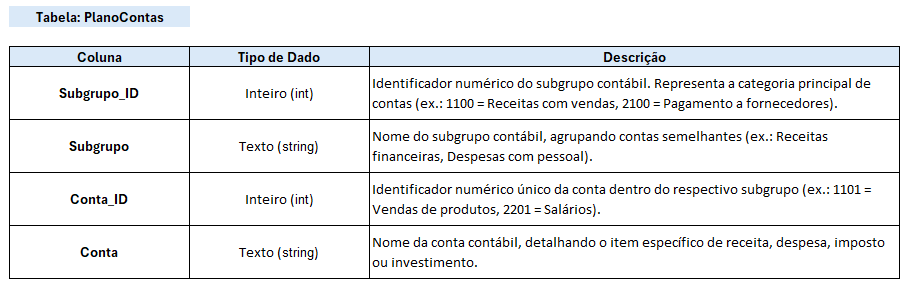 Tabela: PlanoContas
Coluna Tipo de Dado Descrição
Subgrupo_ID Inteiro (int) Identificador numérico do subgrupo contábil. Representa a categoria principal de
contas (ex.: 1100 = Receitas com vendas, 2100 = Pagamento a fornecedores).
Subgrupo Texto (string) Nome do subgrupo contábil, agrupando contas semelhantes (ex.: Receitas
financeiras, Despesas com pessoal).
Conta_ID Inteiro (int) Identificador numérico único da conta dentro do respectivo subgrupo (ex.: 1101 =
Vendas de produtos, 2201 = Salários).
Conta Texto (string) Nome da conta contábil, detalhando o item específico de receita, despesa, imposto
ou investimento.